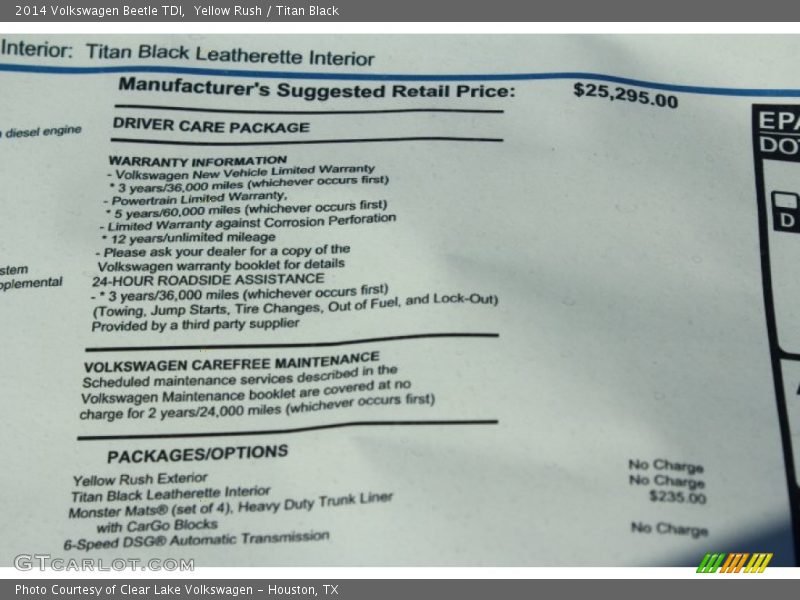 2014 Volkswagen Beetle TDI, Yellow Rush / Titan Black
Interior: Titan Black Leatherette Interior
Manufacturer's Suggested Retail Price: $25,295.00
diesel engine
DRIVER CARE PACKAGE
EPA
DOT
WARRANTY INFORMATION
- Volkswagen New Vehicle Limited Warranty
* 3 years/36,000 miles (whichever occurs first)
- Powertrain Limited Warranty,
* 5 years/60,000 miles (whichever occurs first)
- Limited Warranty against Corrosion Perforation
* 12 years/unlimited mileage
- Please ask your dealer for a copy of the
Volkswagen warranty booklet for details
24-HOUR ROADSIDE ASSISTANCE
- * 3 years/36,000 miles (whichever occurs first)
(Towing, Jump Starts, Tire Changes, Out of Fuel, and Lock-Out)
Provided by a third party supplier
D
stem
pplemental
VOLKSWAGEN CAREFREE MAINTENANCE
Scheduled maintenance services described in the
Volkswagen Maintenance booklet are covered at no
charge for 2 years/24,000 miles (whichever occurs first)
PACKAGES/OPTIONS
Yellow Rush Exterior No Charge
Titan Black Leatherette Interior No Charge
Monster Mats® (set of 4), Heavy Duty Trunk Liner $235.00
with CarGo Blocks
6-Speed DSG® Automatic Transmission No Charge
GTcarlot.com
Photo Courtesy of Clear Lake Volkswagen - Houston, TX